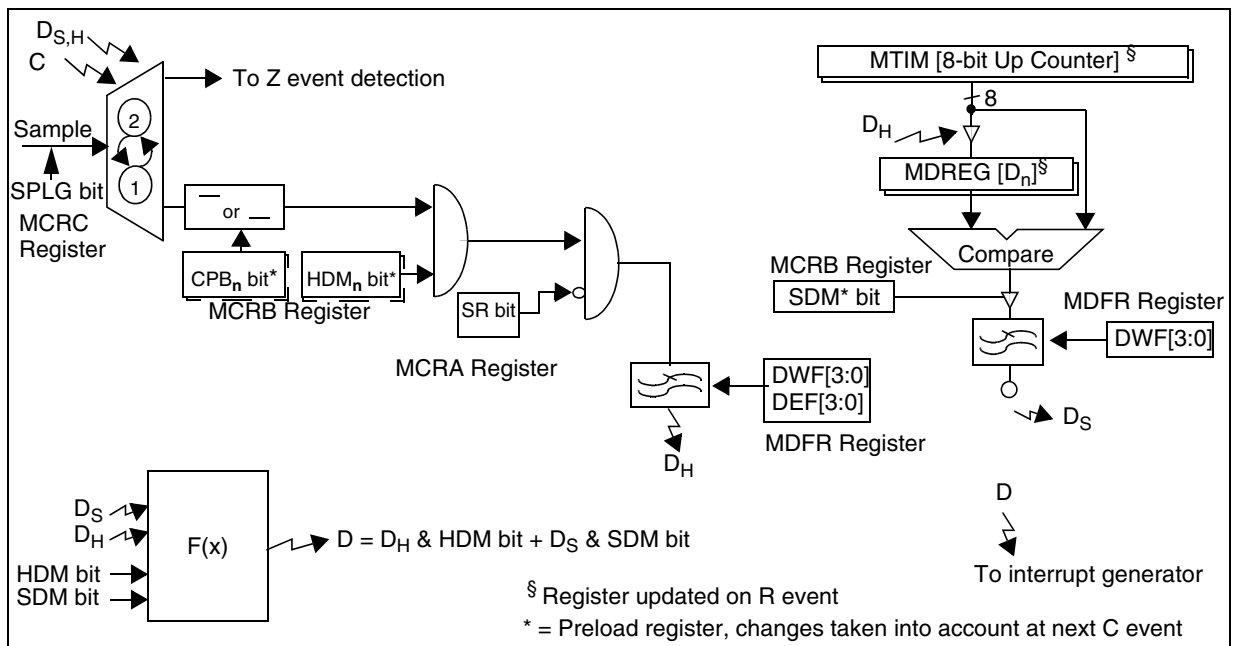 D_S,H
C
To Z event detection
Sample
2
1
SPLG bit
MCRC
Register
or
CPB_n bit*
HDM_n bit*
MCRB Register
SR bit
MCRA Register
DWF[3:0]
DEF[3:0]
MDFR Register
D_H
MTIM [8-bit Up Counter] §
8
D_H
MDREG [D_n] §
Compare
MCRB Register
SDM* bit
MDFR Register
DWF[3:0]
D_S
D
To interrupt generator
D_S
D_H
HDM bit
SDM bit
F(x)
D = D_H & HDM bit + D_S & SDM bit
§ Register updated on R event
* = Preload register, changes taken into account at next C event